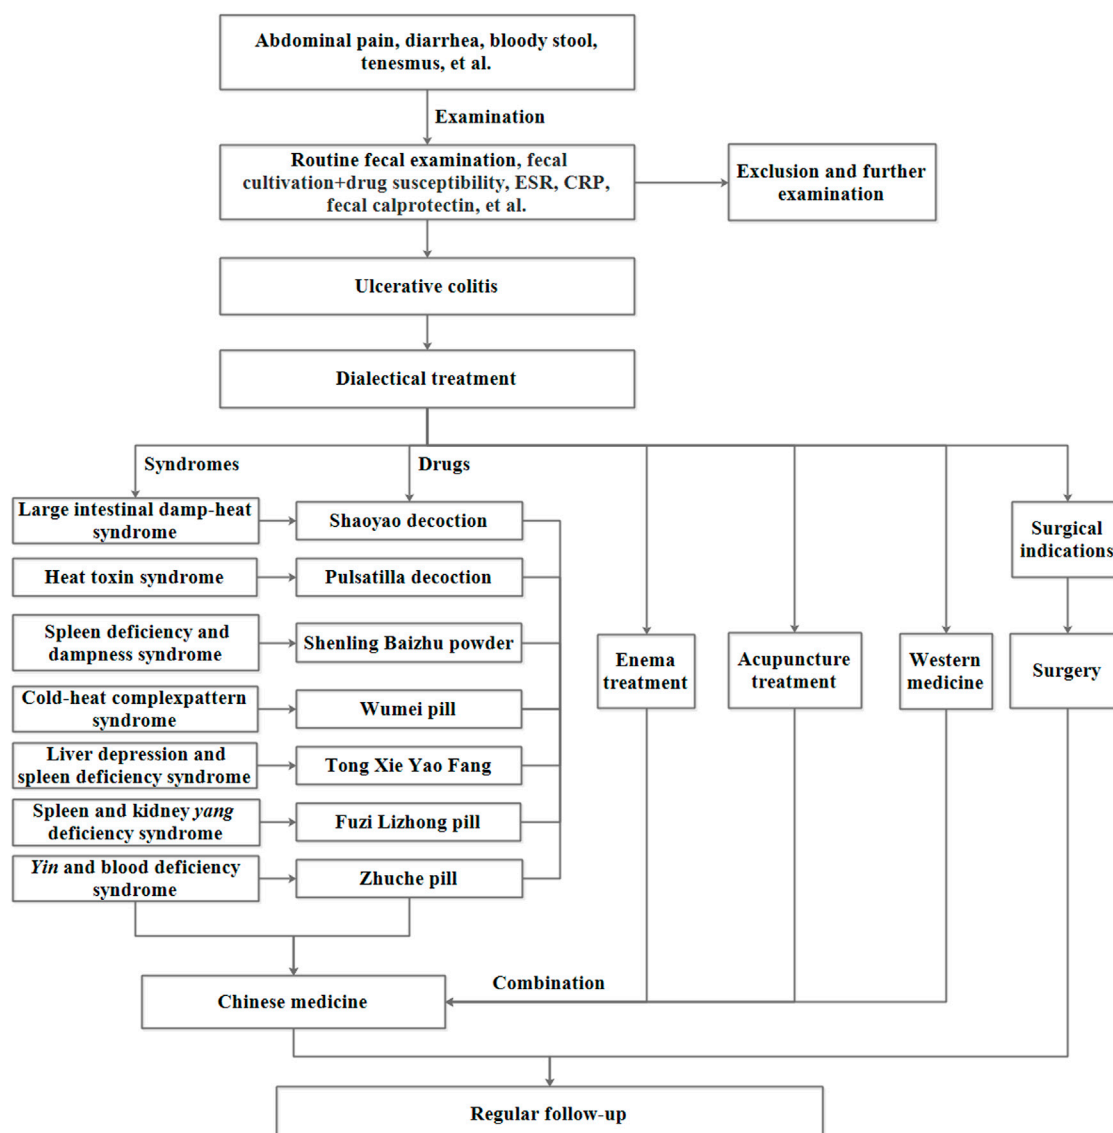 Abdominal pain, diarrhea, bloody stool,
tenesmus, et al.
Examination
Routine fecal examination, fecal
cultivation+drug susceptibility, ESR, CRP,
fecal calprotectin, et al.
Exclusion and further
examination
Ulcerative colitis
Dialectical treatment
Syndromes
Drugs
Large intestinal damp-heat
syndrome
Shaoyao decoction
Heat toxin syndrome
Pulsatilla decoction
Spleen deficiency and
dampness syndrome
Shenling Baizhu powder
Cold-heat complexpattern
syndrome
Wumei pill
Liver depression and
spleen deficiency syndrome
Tong Xie Yao Fang
Spleen and kidney yang
deficiency syndrome
Fuzi Lizhong pill
Yin and blood deficiency
syndrome
Zhuche pill
Enema
treatment
Acupuncture
treatment
Western
medicine
Surgical
indications
Surgery
Chinese medicine
Combination
Regular follow-up